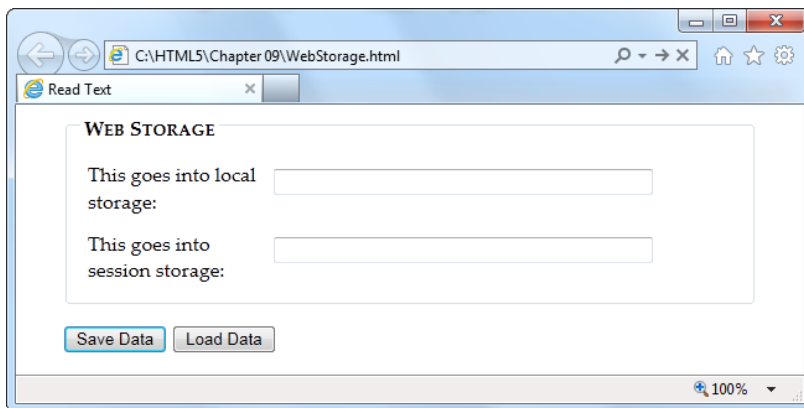 C:\HTML5\Chapter 09\WebStorage.html
Read Text
WEB STORAGE
This goes into local
storage:
This goes into
session storage:
Save Data Load Data
100%